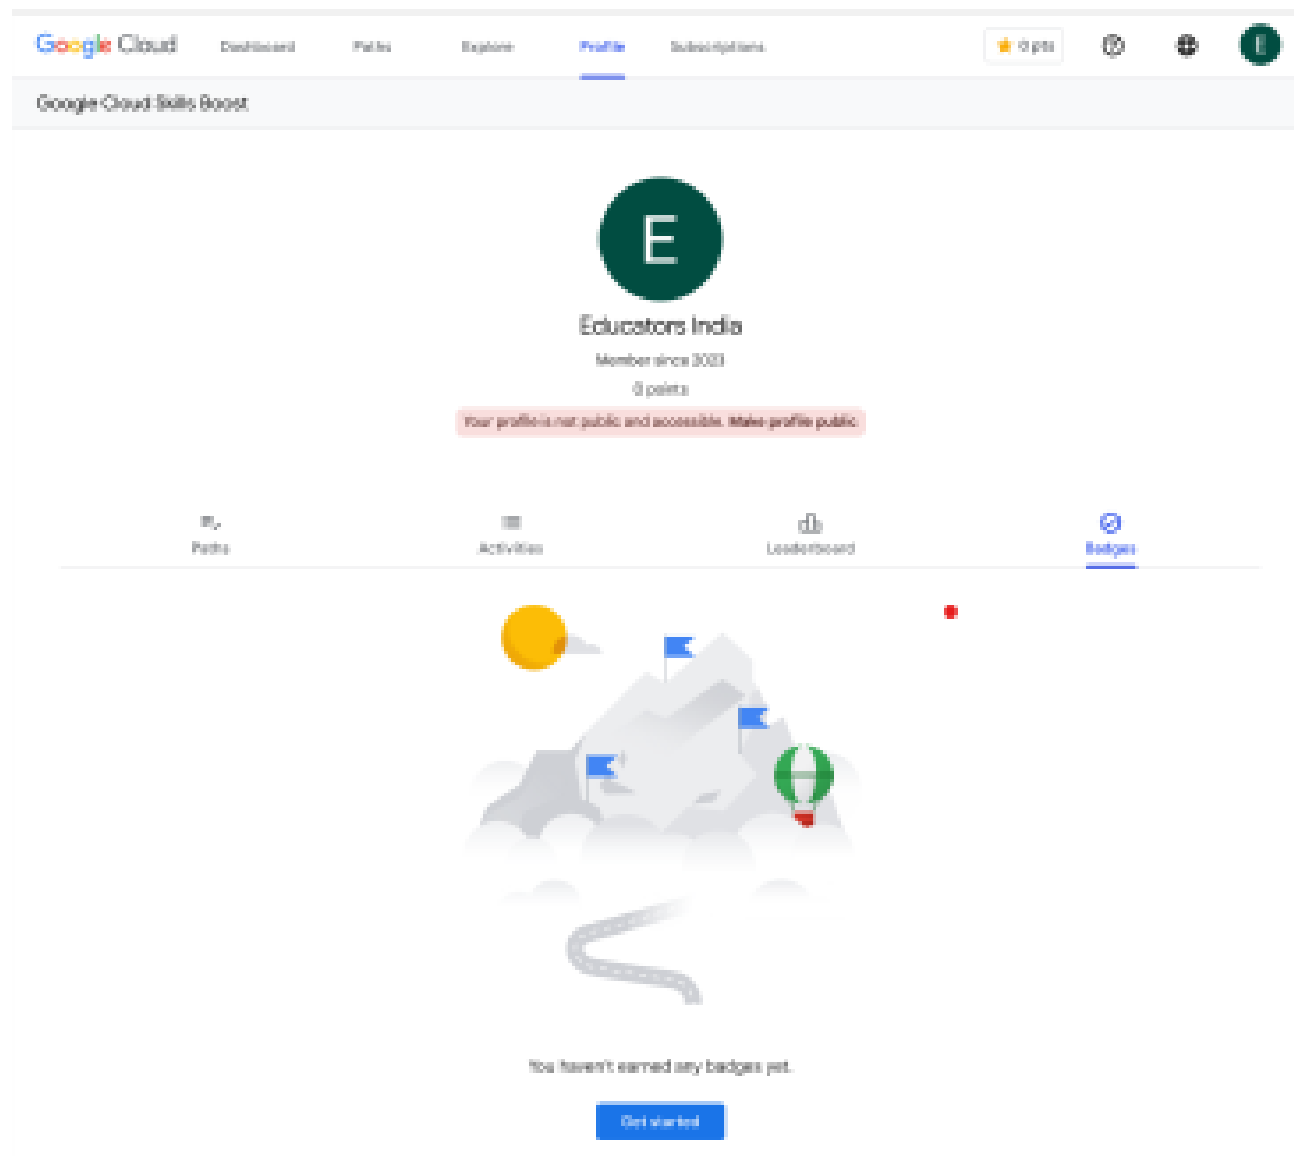 Google Cloud Dashboard Paths Explore Profile Subscriptions 0 pts E
Google Cloud Skills Boost
E
Educators India
Member since 2023
0 points
Your profile is not public and accessible. Make profile public.
Paths Activities Leaderboard Badges
You haven't earned any badges yet.
Get started